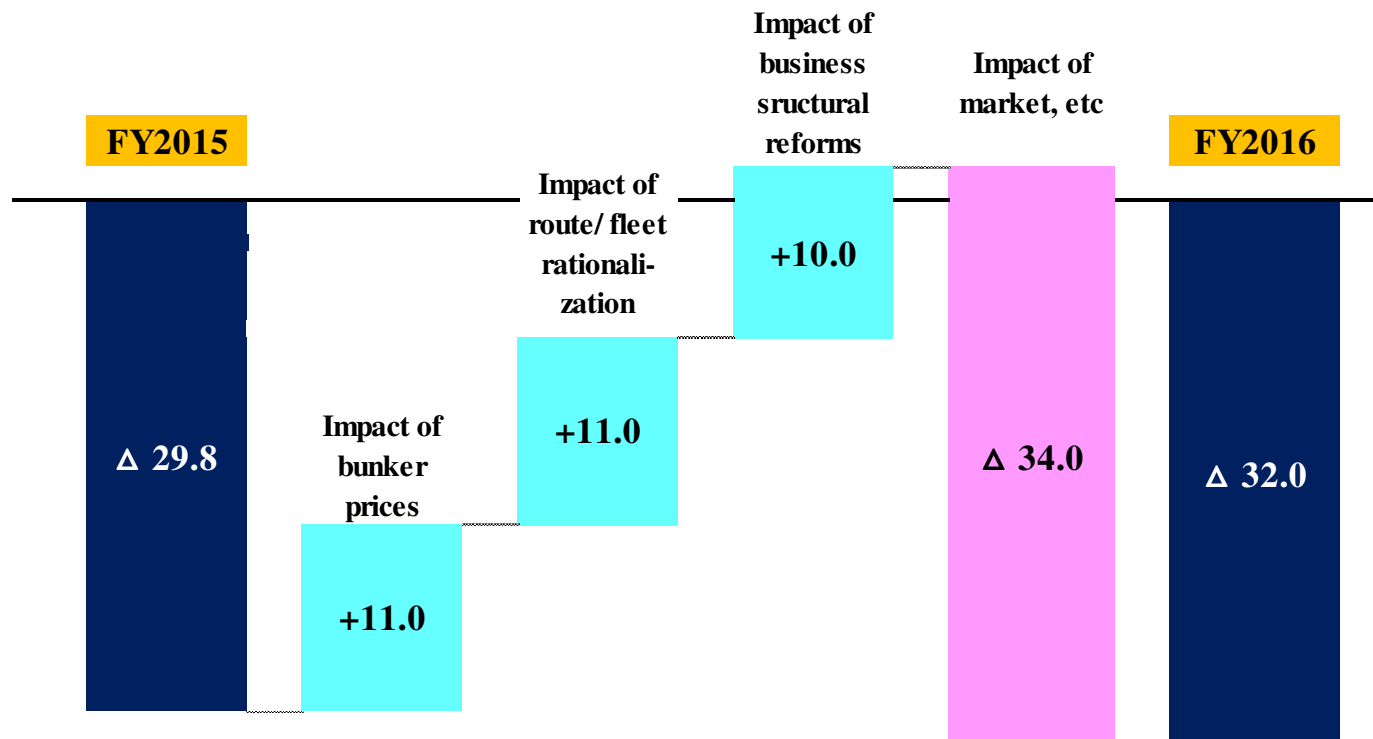 FY2015
Δ 29.8
Impact of
bunker
prices
+11.0
Impact of
route/ fleet
rationali-
zation
+11.0
Impact of
business
sructural
reforms
+10.0
Impact of
market, etc
Δ 34.0
FY2016
Δ 32.0